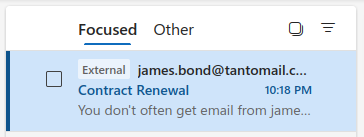 Focused Other
External james.bond@tantomail.c...
Contract Renewal 10:18 PM
You don't often get email from jame...